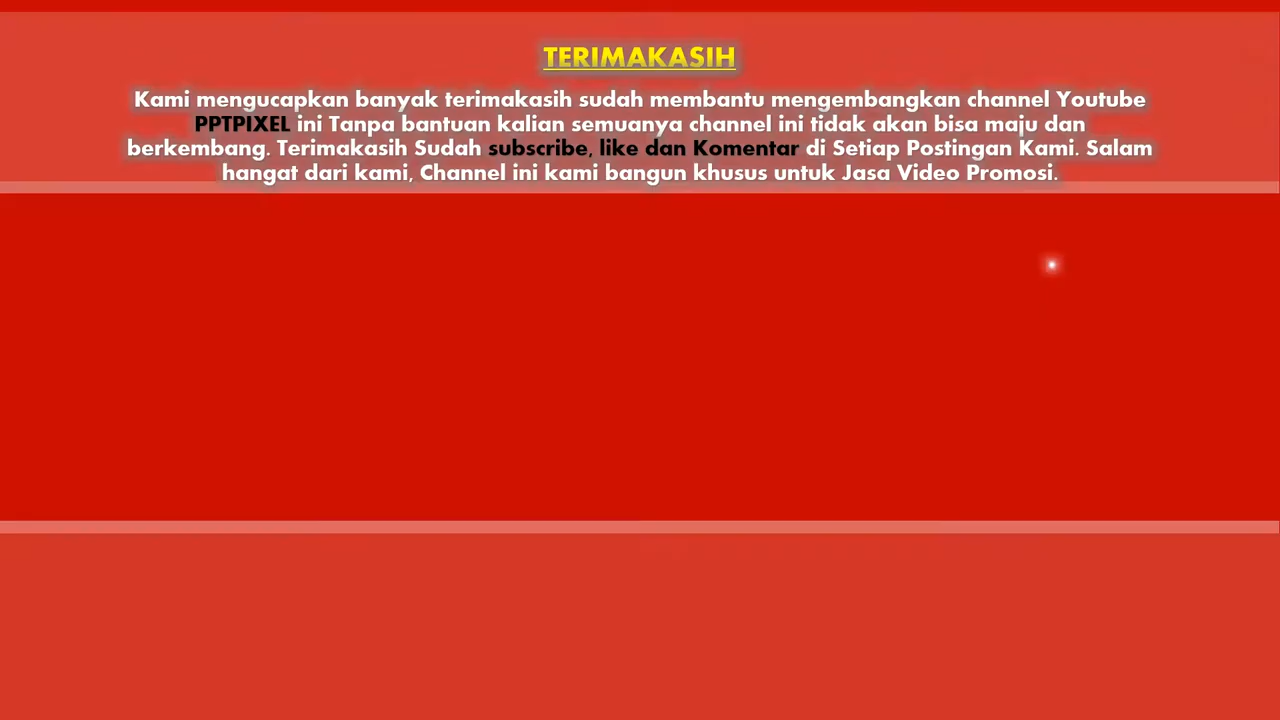 TERIMAKASIH
Kami mengucapkan banyak terimakasih sudah membantu mengembangkan channel Youtube
PPTPIXEL ini Tanpa bantuan kalian semuanya channel ini tidak akan bisa maju dan
berkembang. Terimakasih Sudah subscribe, like dan Komentar di Setiap Postingan Kami. Salam
hangat dari kami, Channel ini kami bangun khusus untuk Jasa Video Promosi.